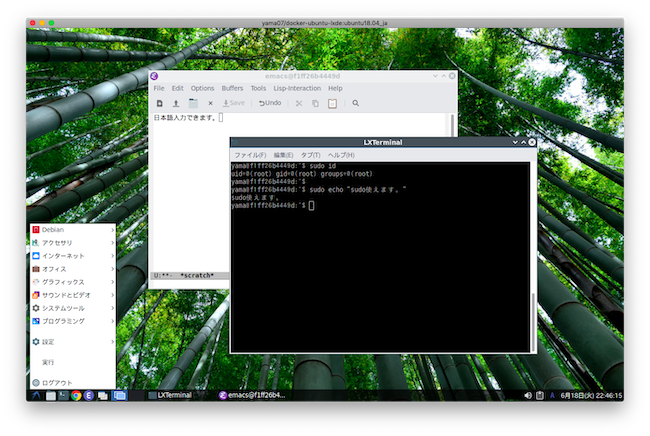 yama07/docker-ubuntu-lxde:ubuntu18.04_ja
emacs@f1ff26b4449d
File Edit Options Buffers Tools Lisp-Interaction Help
Save Undo
日本語入力できます。
U:**- *scratch*
LXTerminal
ファイル(F) 編集(E) タブ(T) ヘルプ(H)
yama@f1ff26b4449d:~$ sudo id
uid=0(root) gid=0(root) groups=0(root)
yama@f1ff26b4449d:~$
yama@f1ff26b4449d:~$ sudo echo "sudo使えます。"
sudo使えます。
yama@f1ff26b4449d:~$
Debian
アクセサリ
インターネット
オフィス
グラフィックス
サウンドとビデオ
システムツール
プログラミング
設定
実行
ログアウト
LXTerminal emacs@f1ff26b4... A 6月18日(火) 22:46:15